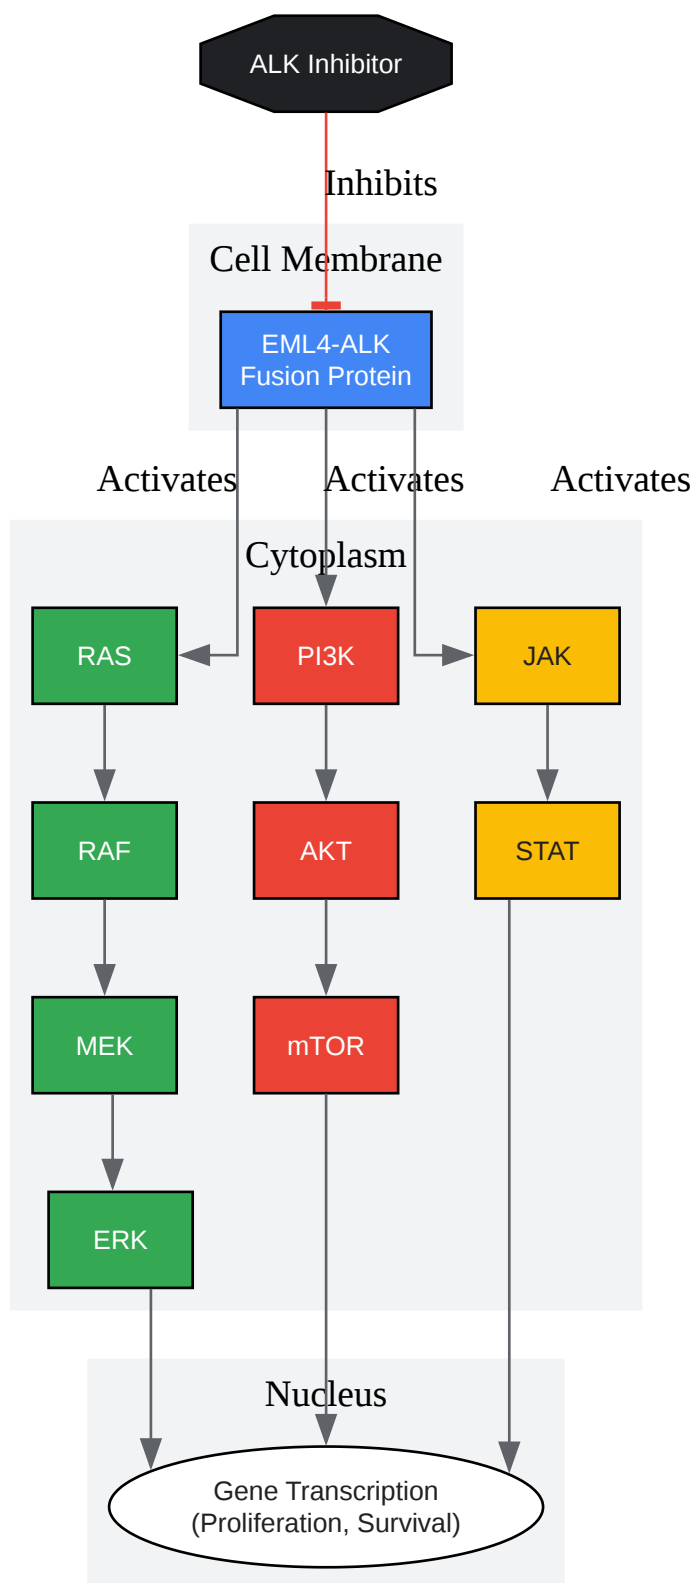 ALK Inhibitor
Inhibits
Cell Membrane
EML4-ALK
Fusion Protein
Activates
Activates
Activates
Cytoplasm
RAS
PI3K
JAK
RAF
AKT
STAT
MEK
mTOR
ERK
Nucleus
Gene Transcription
(Proliferation, Survival)